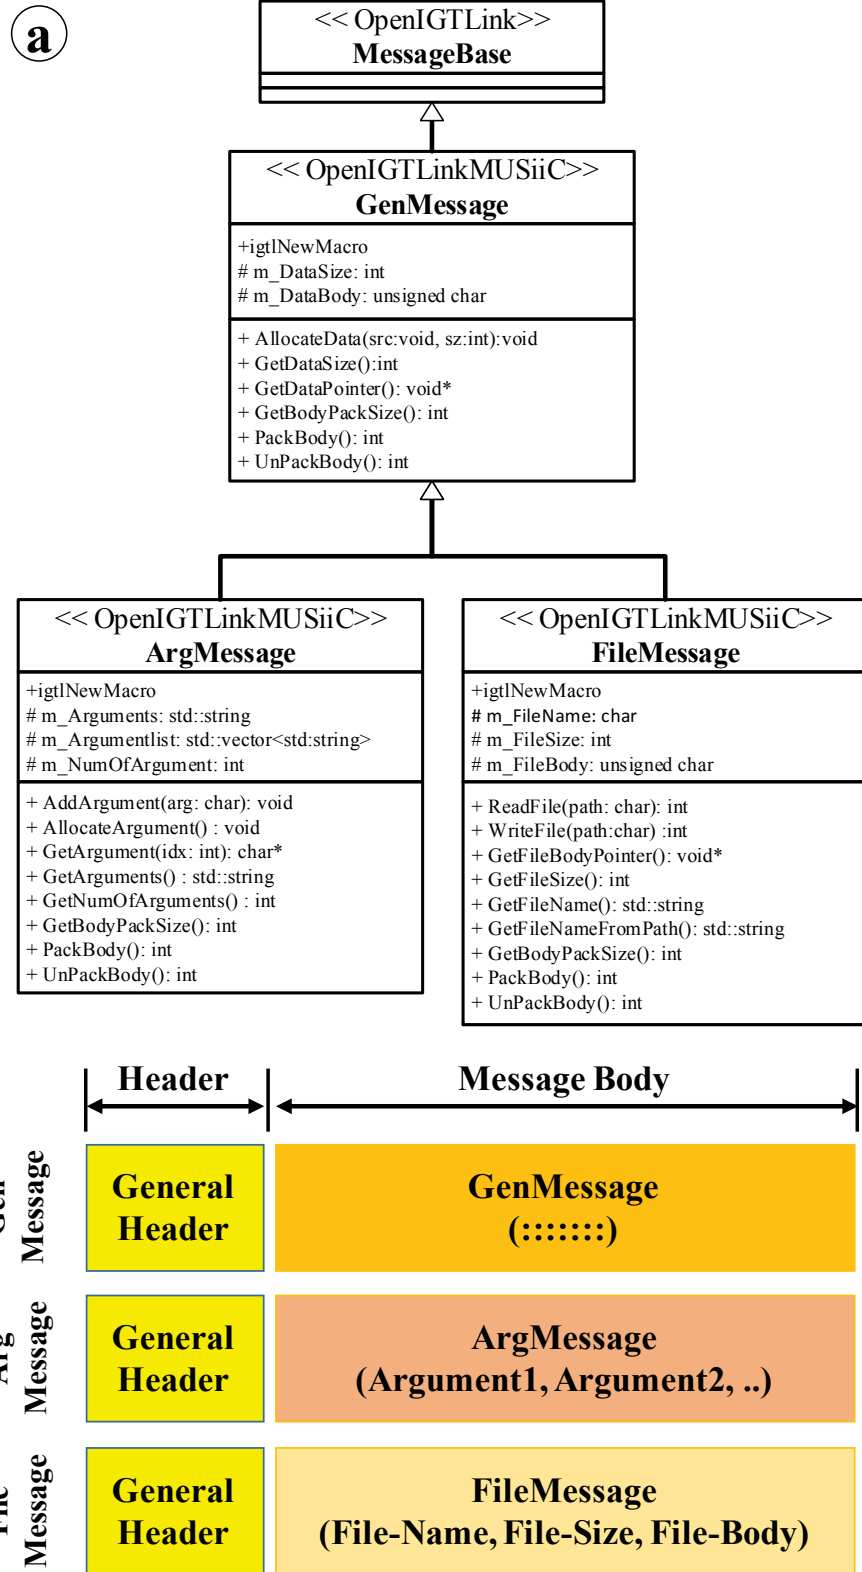 a
<< OpenIGTLink>>
MessageBase
<< OpenIGTLinkMUSiiC>>
GenMessage
+igtlNewMacro
# m_DataSize: int
# m_DataBody: unsigned char
+ AllocateData(src:void, sz:int):void
+ GetDataSize():int
+ GetDataPointer(): void*
+ GetBodyPackSize(): int
+ PackBody(): int
+ UnPackBody(): int
<< OpenIGTLinkMUSiiC>>
ArgMessage
+igtlNewMacro
# m_Arguments: std::string
# m_Argumentlist: std::vector<std:string>
# m_NumOfArgument: int
+ AddArgument(arg: char): void
+ AllocateArgument() : void
+ GetArgument(idx: int): char*
+ GetArguments() : std::string
+ GetNumOfArguments() : int
+ GetBodyPackSize(): int
+ PackBody(): int
+ UnPackBody(): int
<< OpenIGTLinkMUSiiC>>
FileMessage
+igtlNewMacro
# m_FileName: char
# m_FileSize: int
# m_FileBody: unsigned char
+ ReadFile(path: char): int
+ WriteFile(path:char) :int
+ GetFileBodyPointer(): void*
+ GetFileSize(): int
+ GetFileName(): std::string
+ GetFileNameFromPath(): std::string
+ GetBodyPackSize(): int
+ PackBody(): int
+ UnPackBody(): int
Header
Message Body
Gen
Message
General
Header
GenMessage
(:::::::)
Arg
Message
General
Header
ArgMessage
(Argument1, Argument2, ..)
File
Message
General
Header
FileMessage
(File-Name, File-Size, File-Body)